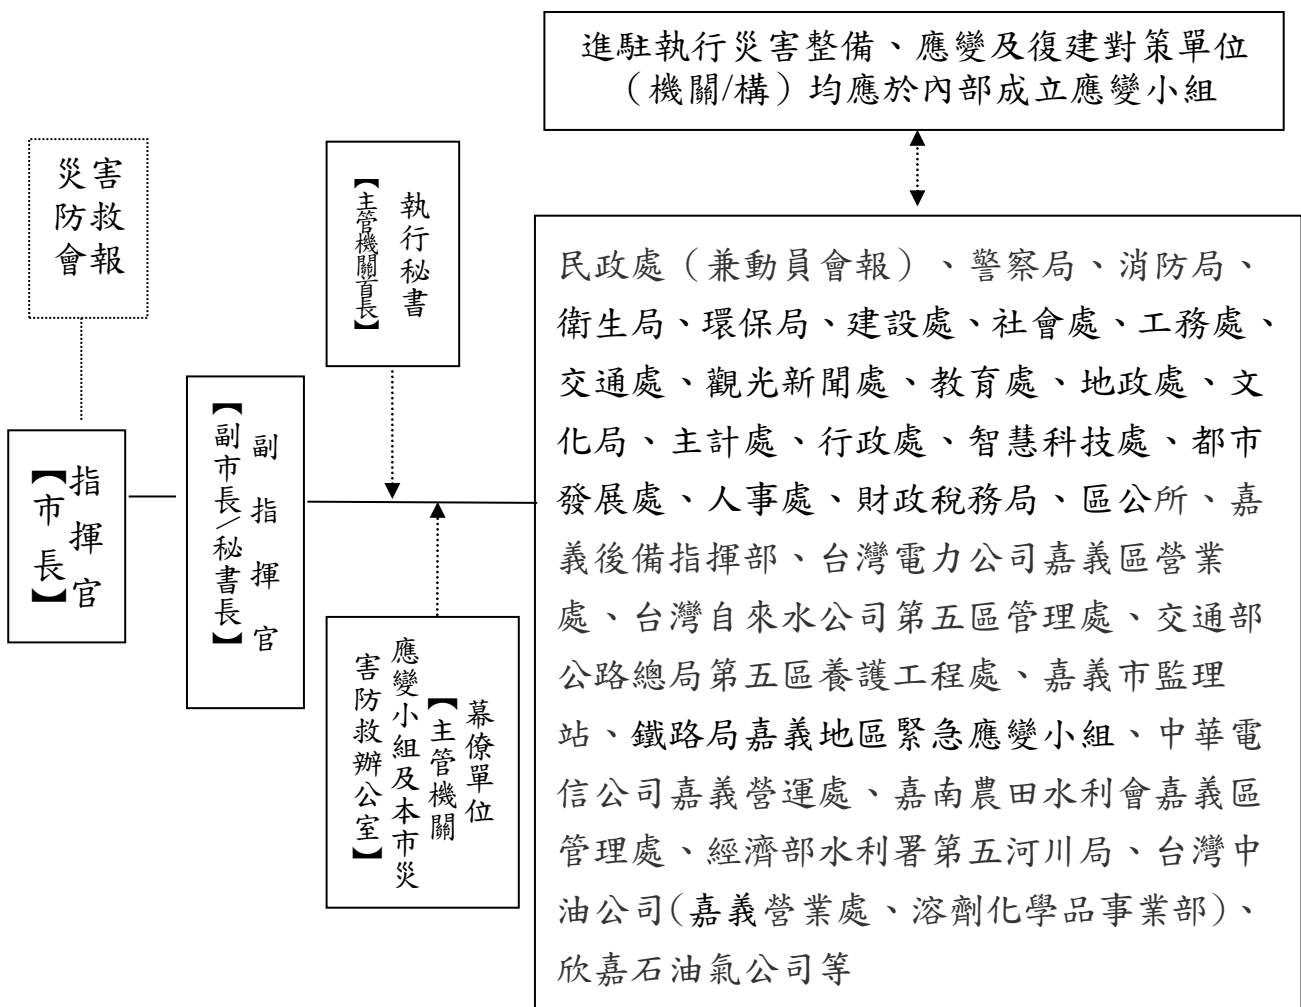 進駐執行災害整備、應變及復建對策單位
（機關/構）均應於內部成立應變小組
災害
防救
會報
執行秘書
【主管機關首長】
指揮官
【市長】
副指揮官
【副市長\秘書長】
幕僚單位
【主管機關
應變小組及本市災
害防救辦公室】
民政處（兼動員會報）、警察局、消防局、
衛生局、環保局、建設處、社會處、工務處、
交通處、觀光新聞處、教育處、地政處、文
化局、主計處、行政處、智慧科技處、都市
發展處、人事處、財政稅務局、區公所、嘉
義後備指揮部、台灣電力公司嘉義區營業
處、台灣自來水公司第五區管理處、交通部
公路總局第五區養護工程處、嘉義市監理
站、鐵路局嘉義地區緊急應變小組、中華電
信公司嘉義營運處、嘉南農田水利會嘉義區
管理處、經濟部水利署第五河川局、台灣中
油公司(嘉義營業處、溶劑化學品事業部)、
欣嘉石油氣公司等